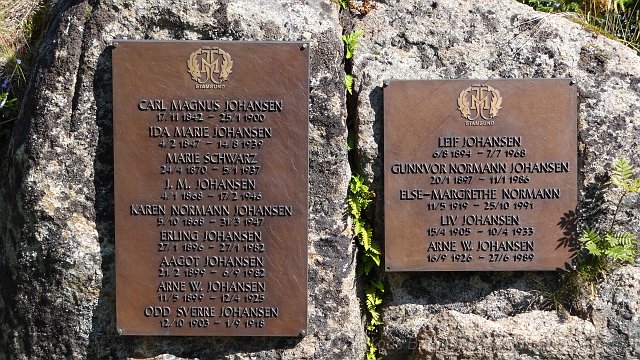 STAMSUND
CARL MAGNUS JOHANSEN
17/11 1842 - 25/1 1900
IDA MARIE JOHANSEN
4/2 1847 - 14/8 1939
MARIE SCHWARZ
24/4 1870 - 5/1 1937
J. M. JOHANSEN
4/1 1868 - 17/2 1946
KAREN NORMANN JOHANSEN
5/10 1868 - 31/3 1947
ERLING JOHANSEN
27/1 1896 - 27/1 1982
AAGOT JOHANSEN
21/2 1899 - 6/9 1982
ARNE W. JOHANSEN
11/5 1899 - 12/4 1925
ODD SVERRE JOHANSEN
12/10 1903 - 1/9 1918
STAMSUND
LEIF JOHANSEN
6/8 1894 - 7/7 1968
GUNNVOR NORMANN JOHANSEN
20/1 1897 - 11/1 1986
ELSE-MARGRETHE NORMANN
11/5 1919 - 25/10 1991
LIV JOHANSEN
15/4 1905 - 10/4 1933
ARNE W. JOHANSEN
16/9 1926 - 27/6 1989